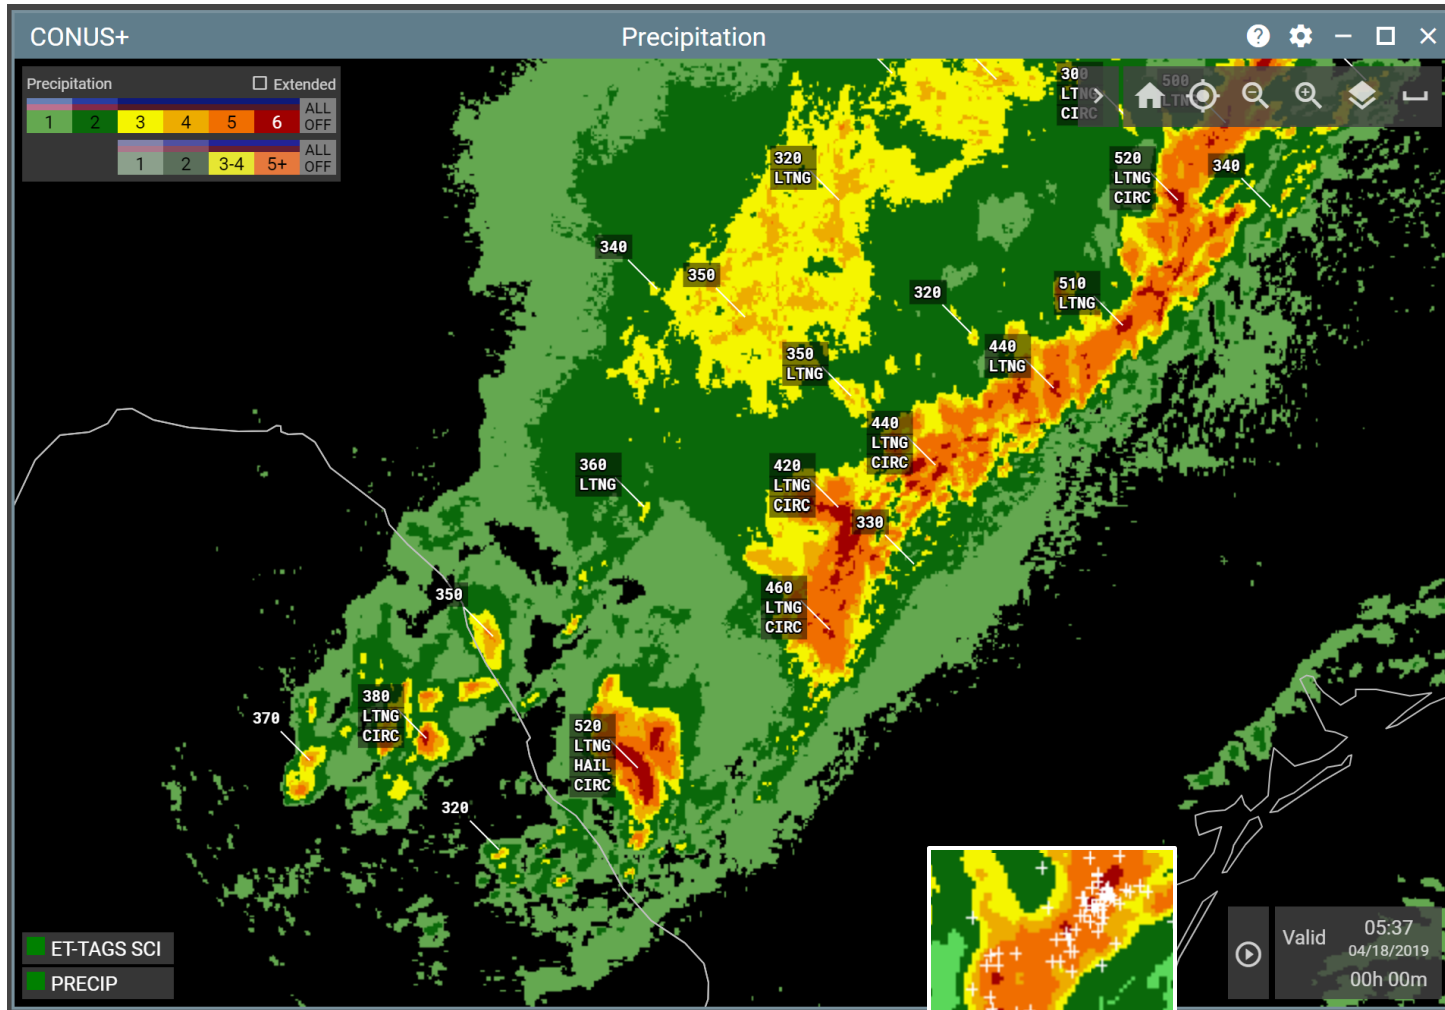 CONUS+
Precipitation
Precipitation
Extended
1 2 3 4 5 6
ALL
OFF
1 2 3-4 5+
ALL
OFF
300
LTNG
CIRC
500
LTNG
320
LTNG
520
LTNG
CIRC
340
340
350
320
510
LTNG
350
LTNG
440
LTNG
440
LTNG
CIRC
360
LTNG
420
LTNG
CIRC
330
350
460
LTNG
CIRC
380
LTNG
CIRC
370
520
LTNG
HAIL
CIRC
320
ET-TAGS SCI
PRECIP
Valid
05:37
04/18/2019
00h 00m